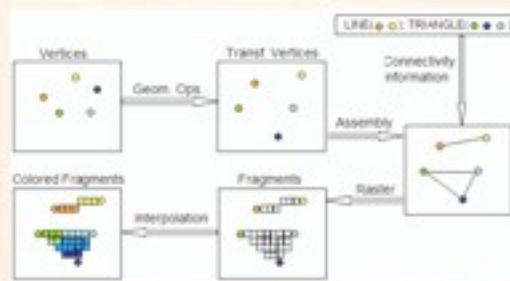 LINE( ), TRIANGLE( )
Vertices
Transf. Vertices
Connectivity
Information
Geom. Ops.
Assembly
Colored Fragments
Fragments
Raster
Interpolation